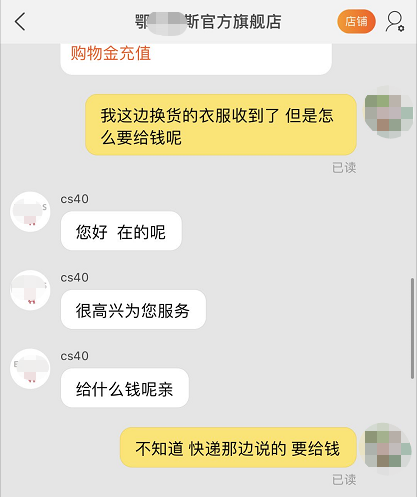 鄂 斯官方旗舰店
店铺
购物金充值
我这边换货的衣服收到了 但是怎
么要给钱呢
已读
cs40
您好 在的呢
cs40
很高兴为您服务
cs40
给什么钱呢亲
不知道 快递那边说的 要给钱
已读